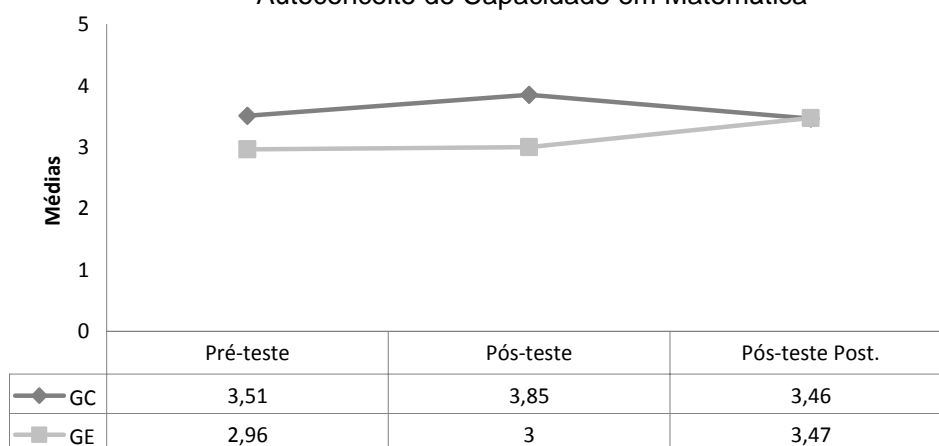 Autoconceito de Capacidade em Matemática
5
4
3
2
1
0
Médias
Pré-teste Pós-teste Pós-teste Post.
GC 3,51 3,85 3,46
GE 2,96 3 3,47